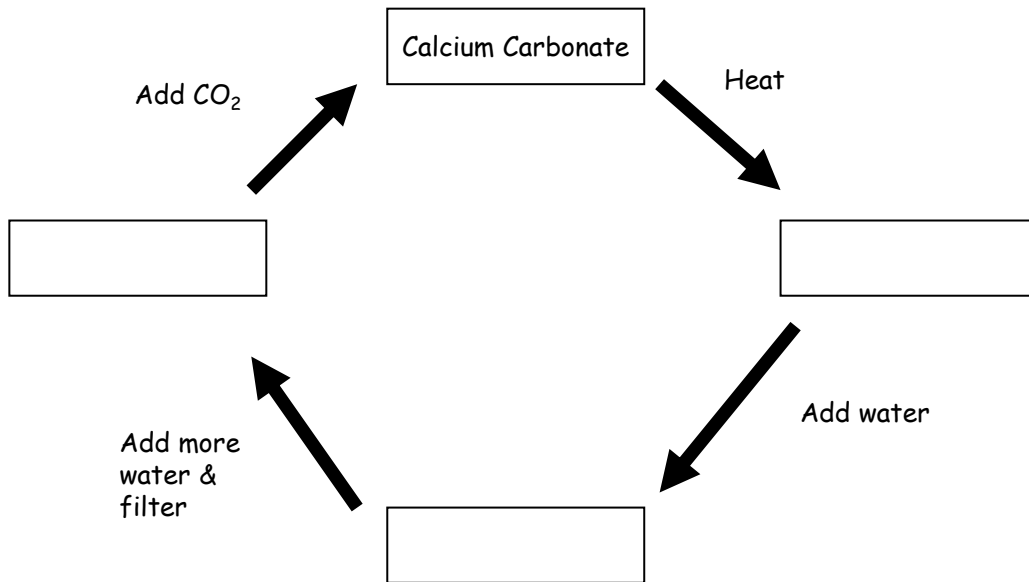 Calcium Carbonate
Heat
Add CO₂
Add water
Add more
water &
filter